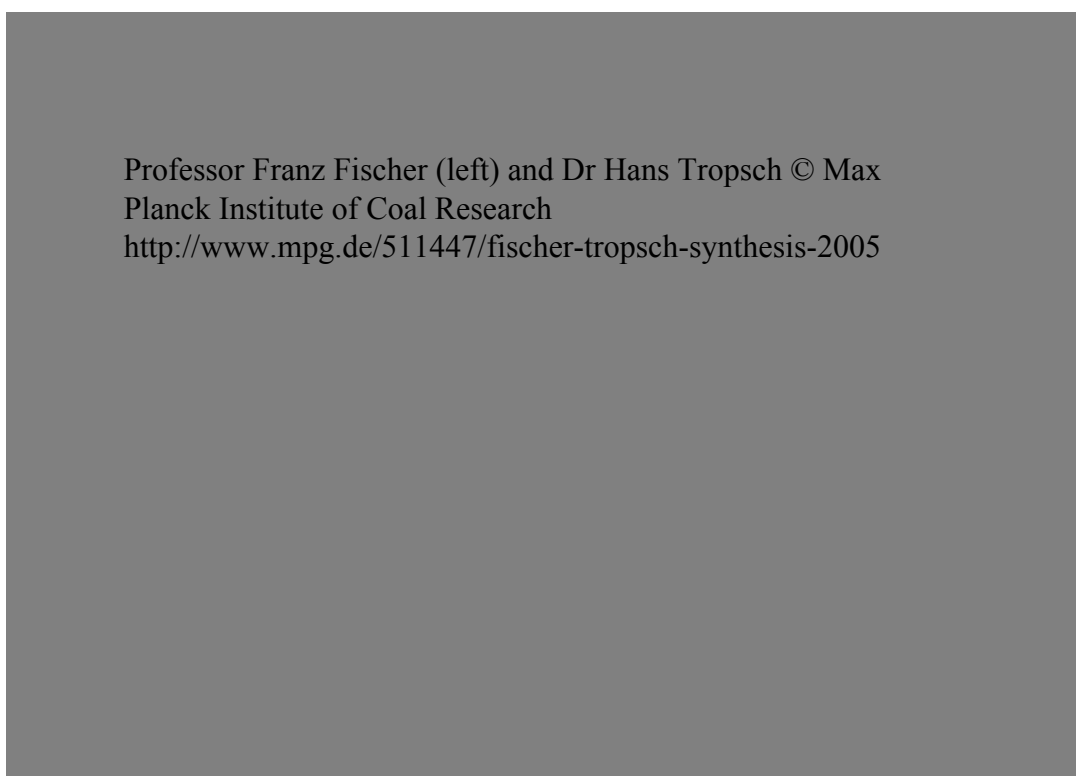 Professor Franz Fischer (left) and Dr Hans Tropsch © Max
Planck Institute of Coal Research
http://www.mpg.de/511447/fischer-tropsch-synthesis-2005